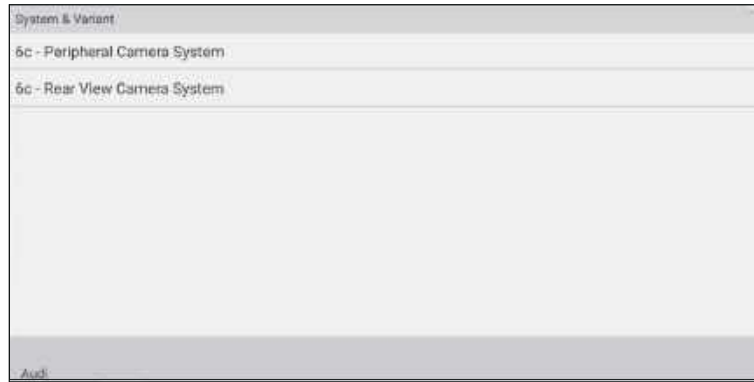 System & Variant
6c - Peripheral Camera System
6c - Rear View Camera System
Audi